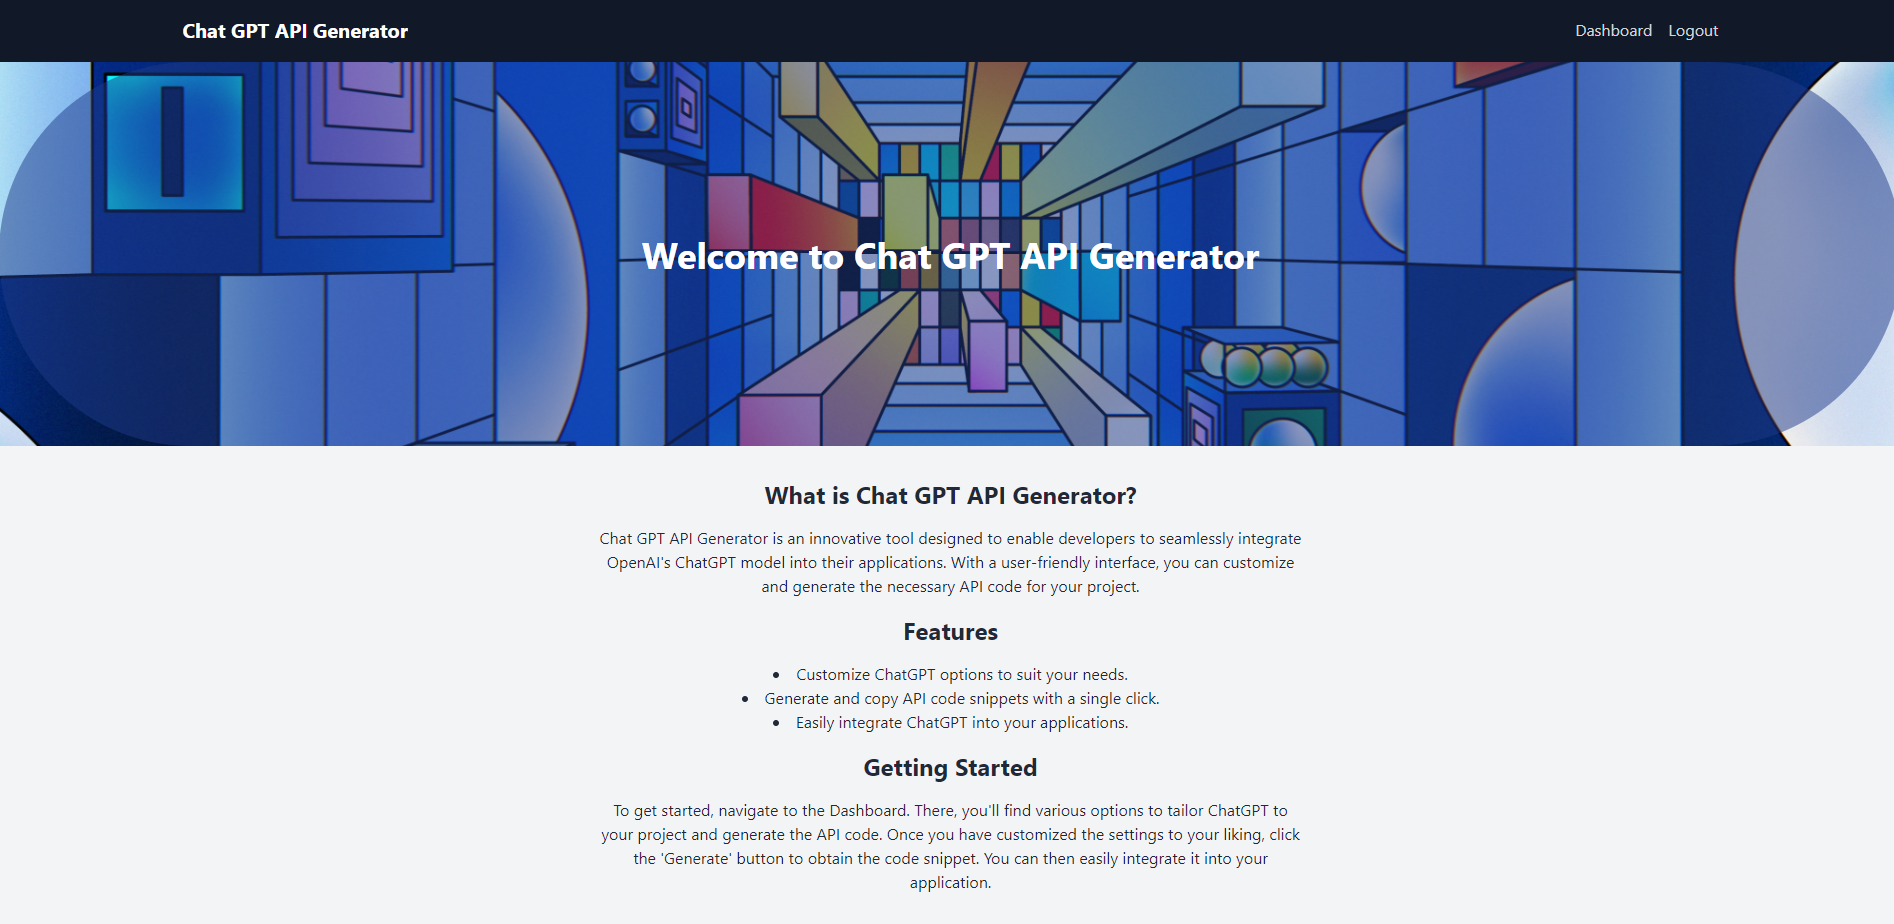 Chat GPT API Generator
Dashboard Logout
Welcome to Chat GPT API Generator
What is Chat GPT API Generator?
Chat GPT API Generator is an innovative tool designed to enable developers to seamlessly integrate
OpenAI's ChatGPT model into their applications. With a user-friendly interface, you can customize
and generate the necessary API code for your project.
Features
• Customize ChatGPT options to suit your needs.
• Generate and copy API code snippets with a single click.
• Easily integrate ChatGPT into your applications.
Getting Started
To get started, navigate to the Dashboard. There, you'll find various options to tailor ChatGPT to
your project and generate the API code. Once you have customized the settings to your liking, click
the 'Generate' button to obtain the code snippet. You can then easily integrate it into your
application.